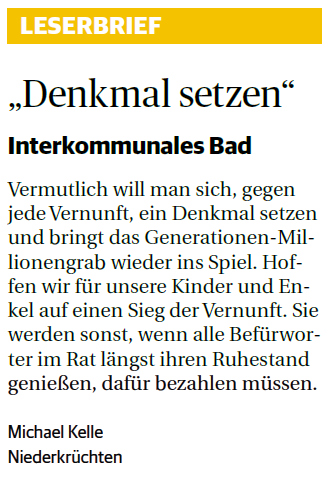 LESERBRIEF
„Denkmal setzen“
Interkommunales Bad
Vermutlich will man sich, gegen
jede Vernunft, ein Denkmal setzen
und bringt das Generationen-Mil-
lionengrab wieder ins Spiel. Hof-
fen wir für unsere Kinder und En-
kel auf einen Sieg der Vernunft. Sie
werden sonst, wenn alle Befürwor-
ter im Rat längst ihren Ruhestand
genießen, dafür bezahlen müssen.
Michael Kelle
Niederkrüchten